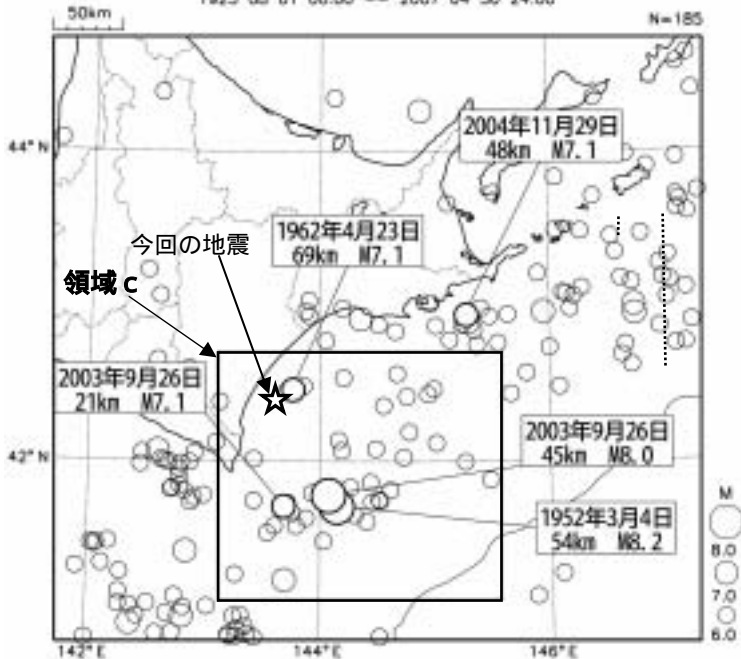 50km
N=185
44°N
2004年11月29日
48km M7.1
1962年4月23日
69km M7.1
今回の地震
領域c
2003年9月26日
21km M7.1
42°N
2003年9月26日
45km M8.0
1952年3月4日
54km M8.2
M
8.0
7.0
6.0
142°E
144°E
146°E